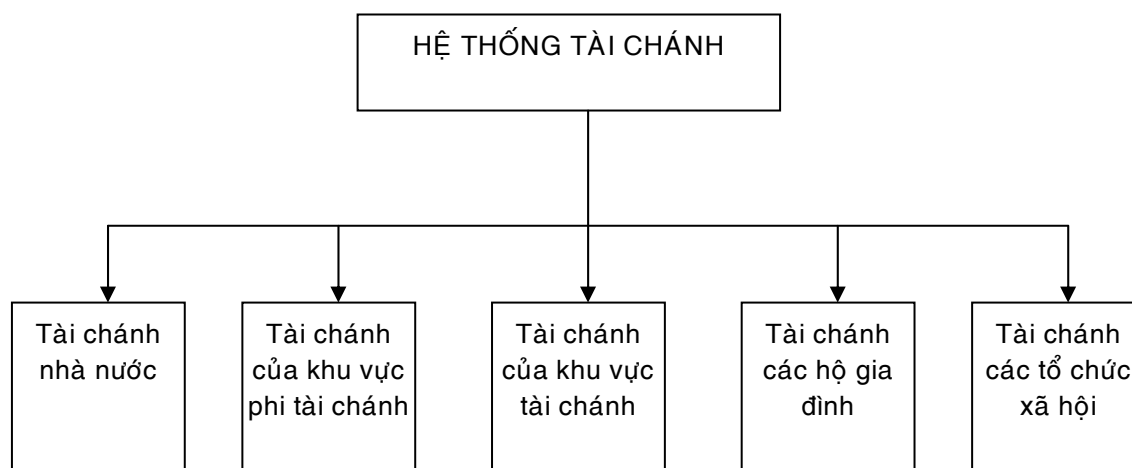 HỆ THỐNG TÀI CHÁNH
Tài chánh
nhà nước
Tài chánh
của khu vực
phi tài chánh
Tài chánh
của khu vực
tài chánh
Tài chánh
các hộ gia
đình
Tài chánh
các tổ chức
xã hội